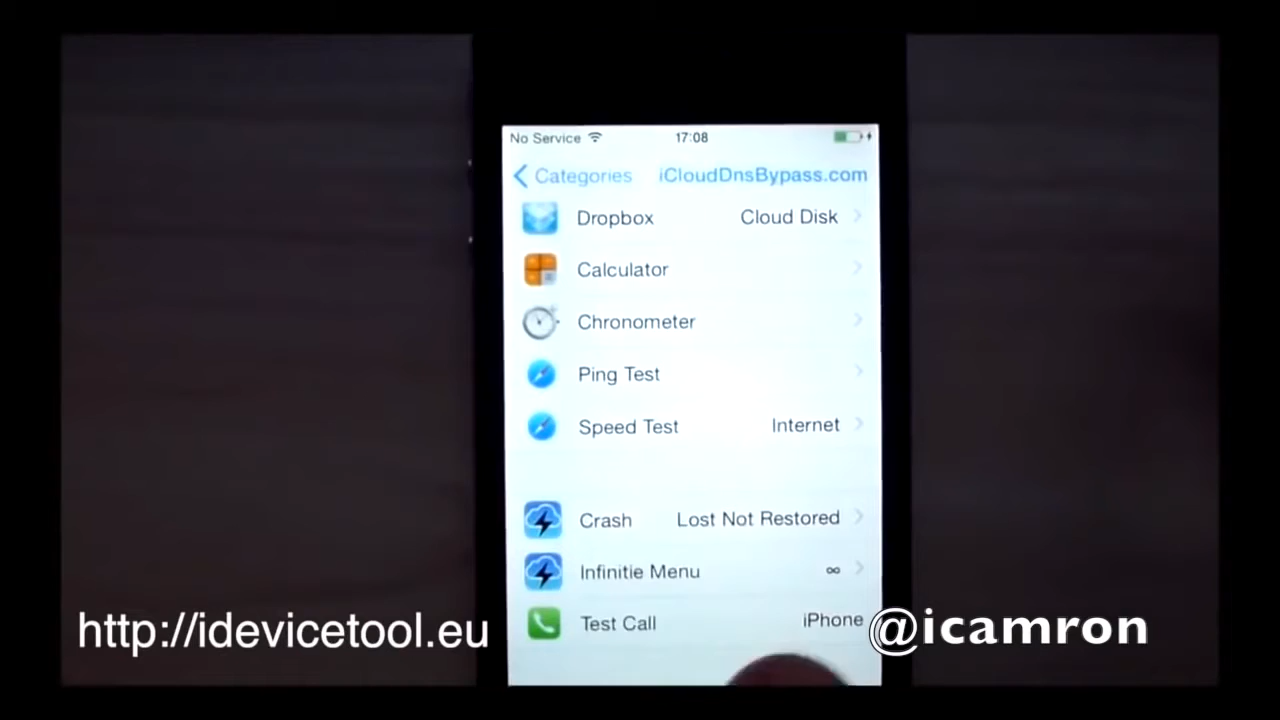 No Service 17:08
Categories iCloudDnsBypass.com
Dropbox Cloud Disk
Calculator
Chronometer
Ping Test
Speed Test Internet
Crash Lost Not Restored
Infinitie Menu ∞
Test Call iPhone
http://idevicetool.eu
@icamron